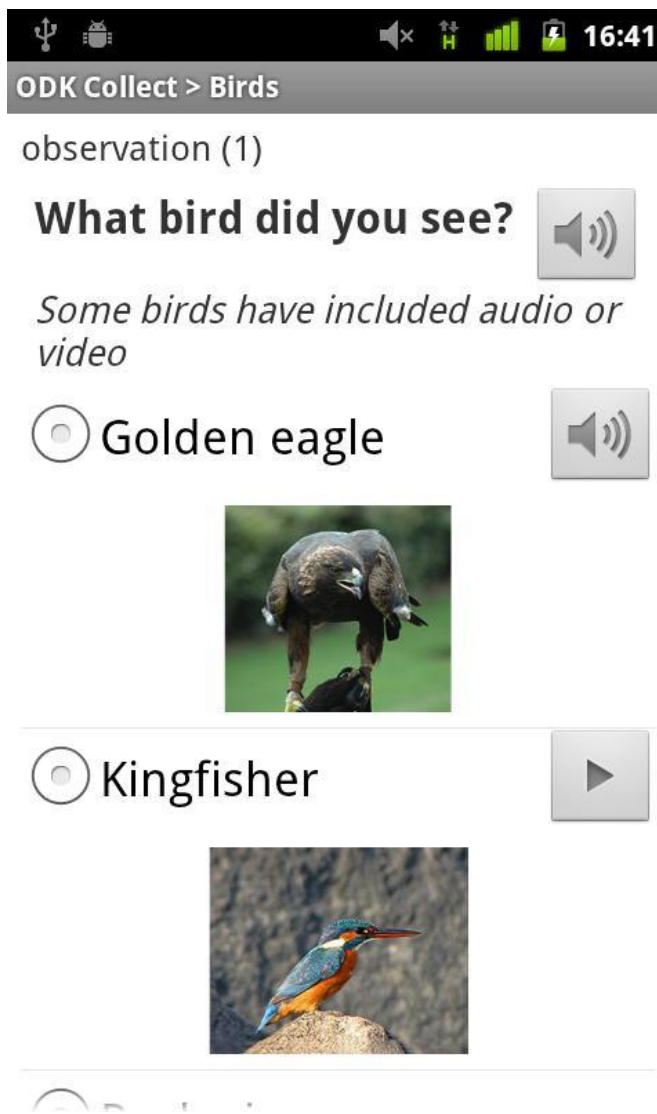 16:41
ODK Collect > Birds
observation (1)
What bird did you see?
Some birds have included audio or
video
Golden eagle
Kingfisher